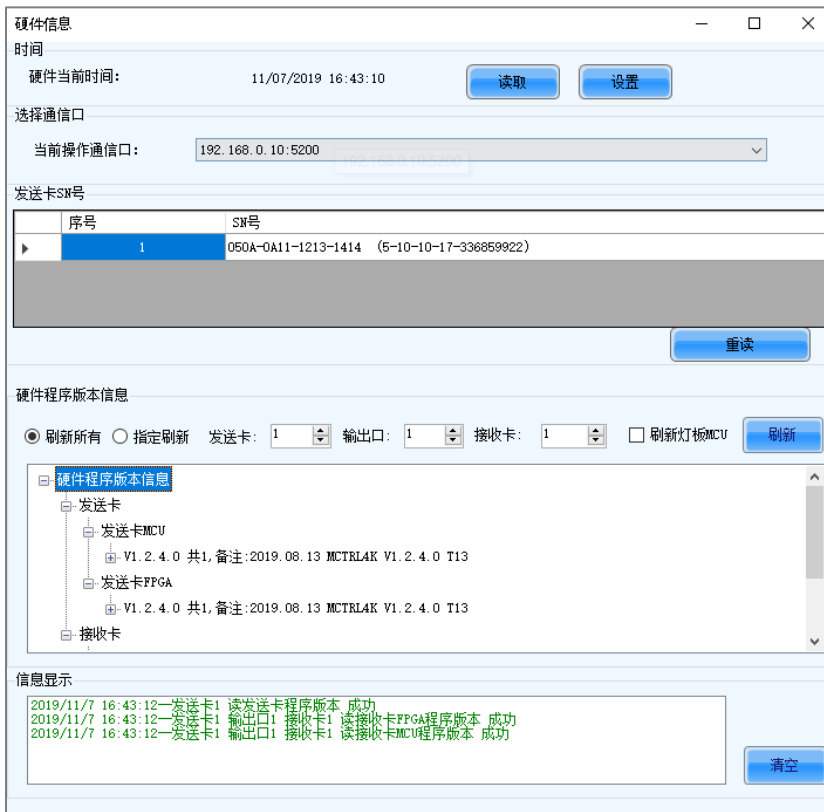 硬件信息
时间
硬件当前时间: 11/07/2019 16:43:10 读取 设置
选择通信口
当前操作通信口: 192.168.0.10:5200
192.168.0.10:5200
发送卡SN号
序号 SN号
1 050A-0A11-1213-1414 (5-10-10-17-336859922)
重读
硬件程序版本信息
刷新所有 指定刷新 发送卡: 1 输出口: 1 接收卡: 1 刷新灯板MCU 刷新
硬件程序版本信息
发送卡
发送卡MCU
V1.2.4.0 共1,备注:2019.08.13 MCTRL4K V1.2.4.0 T13
发送卡FPGA
V1.2.4.0 共1,备注:2019.08.13 MCTRL4K V1.2.4.0 T13
接收卡
信息显示
2019/11/7 16:43:12—发送卡1 读发送卡程序版本 成功
2019/11/7 16:43:12—发送卡1 输出口1 接收卡1 读接收卡FPGA程序版本 成功
2019/11/7 16:43:12—发送卡1 输出口1 接收卡1 读接收卡MCU程序版本 成功
清空